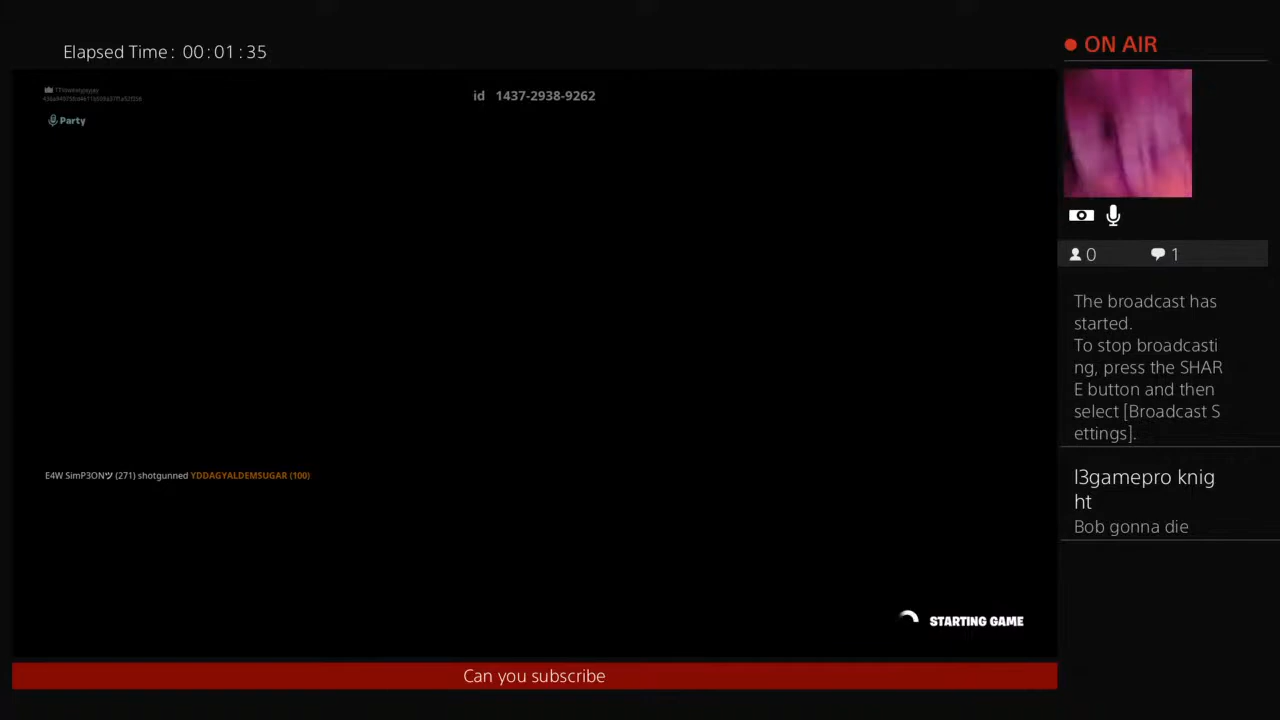 Elapsed Time: 00:01:35
ON AIR
id 1437-2938-9262
Party
0 1
The broadcast has
started.
To stop broadcasti
ng, press the SHAR
E button and then
select [Broadcast S
ettings].
l3gamepro knig
ht
Bob gonna die
E4W SimP3ONツ (271) shotgunned YDDAGYALDEMSUGAR (100)
STARTING GAME
Can you subscribe